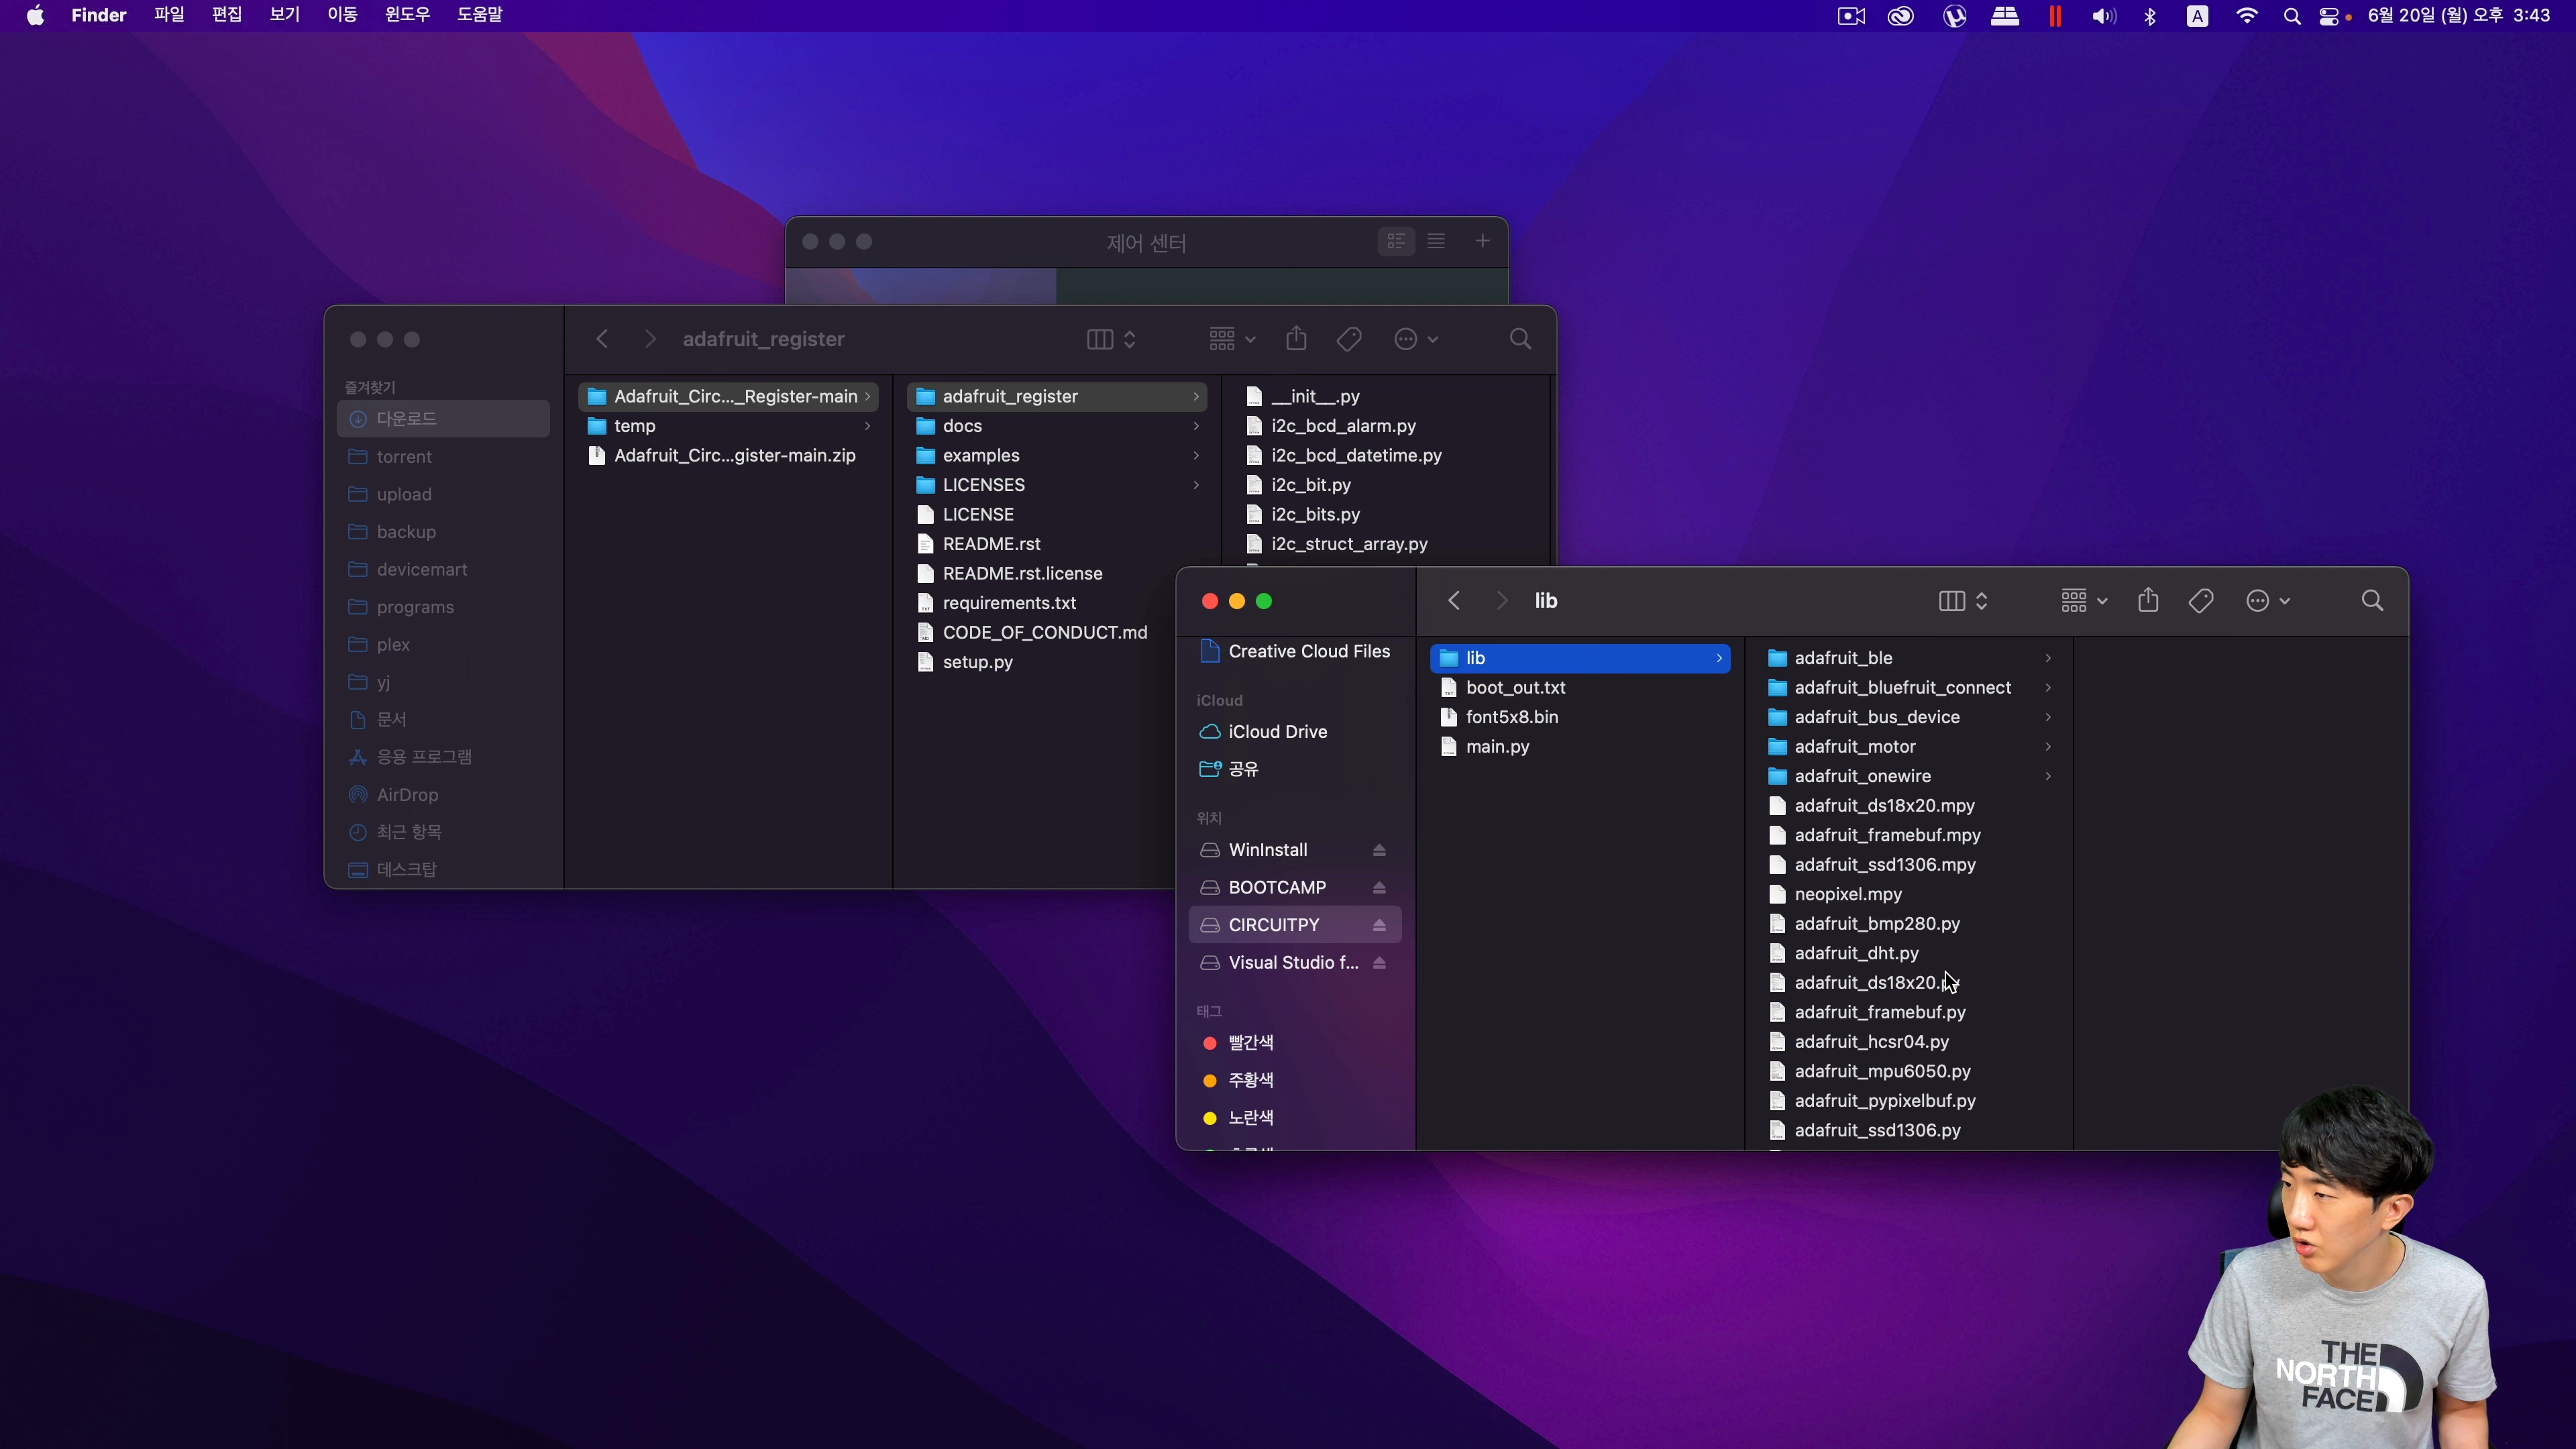 Finder 파일 편집 보기 이동 윈도우 도움말
A 6월 20일 (월) 오후 3:43
제어 센터
adafruit_register
즐겨찾기
다운로드
torrent
upload
backup
devicemart
programs
plex
yj
문서
응용 프로그램
AirDrop
최근 항목
데스크탑
Adafruit_Circ..._Register-main
temp
Adafruit_Circ...gister-main.zip
adafruit_register
docs
examples
LICENSES
LICENSE
README.rst
README.rst.license
requirements.txt
CODE_OF_CONDUCT.md
setup.py
__init__.py
i2c_bcd_alarm.py
i2c_bcd_datetime.py
i2c_bit.py
i2c_bits.py
i2c_struct_array.py
lib
Creative Cloud Files
iCloud
iCloud Drive
공유
위치
WinInstall
BOOTCAMP
CIRCUITPY
Visual Studio f...
태그
빨간색
주황색
노란색
lib
boot_out.txt
font5x8.bin
main.py
adafruit_ble
adafruit_bluefruit_connect
adafruit_bus_device
adafruit_motor
adafruit_onewire
adafruit_ds18x20.mpy
adafruit_framebuf.mpy
adafruit_ssd1306.mpy
neopixel.mpy
adafruit_bmp280.py
adafruit_dht.py
adafruit_ds18x20.py
adafruit_framebuf.py
adafruit_hcsr04.py
adafruit_mpu6050.py
adafruit_pypixelbuf.py
adafruit_ssd1306.py
THE
NORTH
FACE